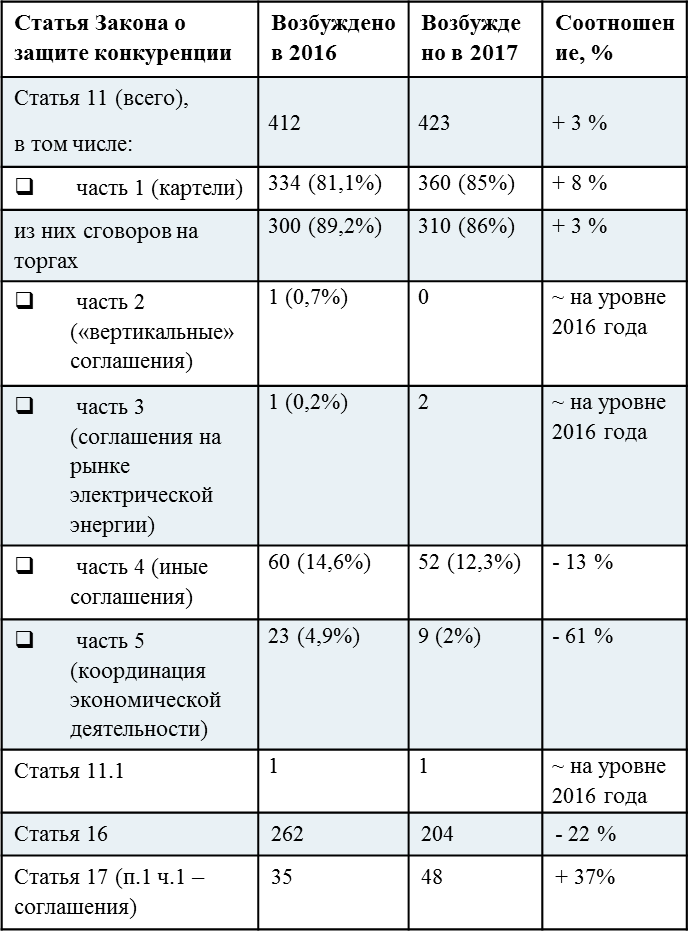 Статья Закона о Возбуждено Возбужде Соотношен
защите конкуренции в 2016 но в 2017 ие, %
Статья 11 (всего),
412 423 + 3 %
в том числе:
❑ часть 1 (картели) 334 (81,1%) 360 (85%) + 8 %
из них сговоров на 300 (89,2%) 310 (86%) + 3 %
торгах
❑ часть 2 1 (0,7%) 0 ~ на уровне
(«вертикальные» 2016 года
соглашения)
❑ часть 3 1 (0,2%) 2 ~ на уровне
(соглашения на 2016 года
рынке
электрической
энергии)
❑ часть 4 (иные 60 (14,6%) 52 (12,3%) - 13 %
соглашения)
❑ часть 5 23 (4,9%) 9 (2%) - 61 %
(координация
экономической
деятельности)
Статья 11.1 1 1 ~ на уровне
2016 года
Статья 16 262 204 - 22 %
Статья 17 (п.1 ч.1 – 35 48 + 37%
соглашения)